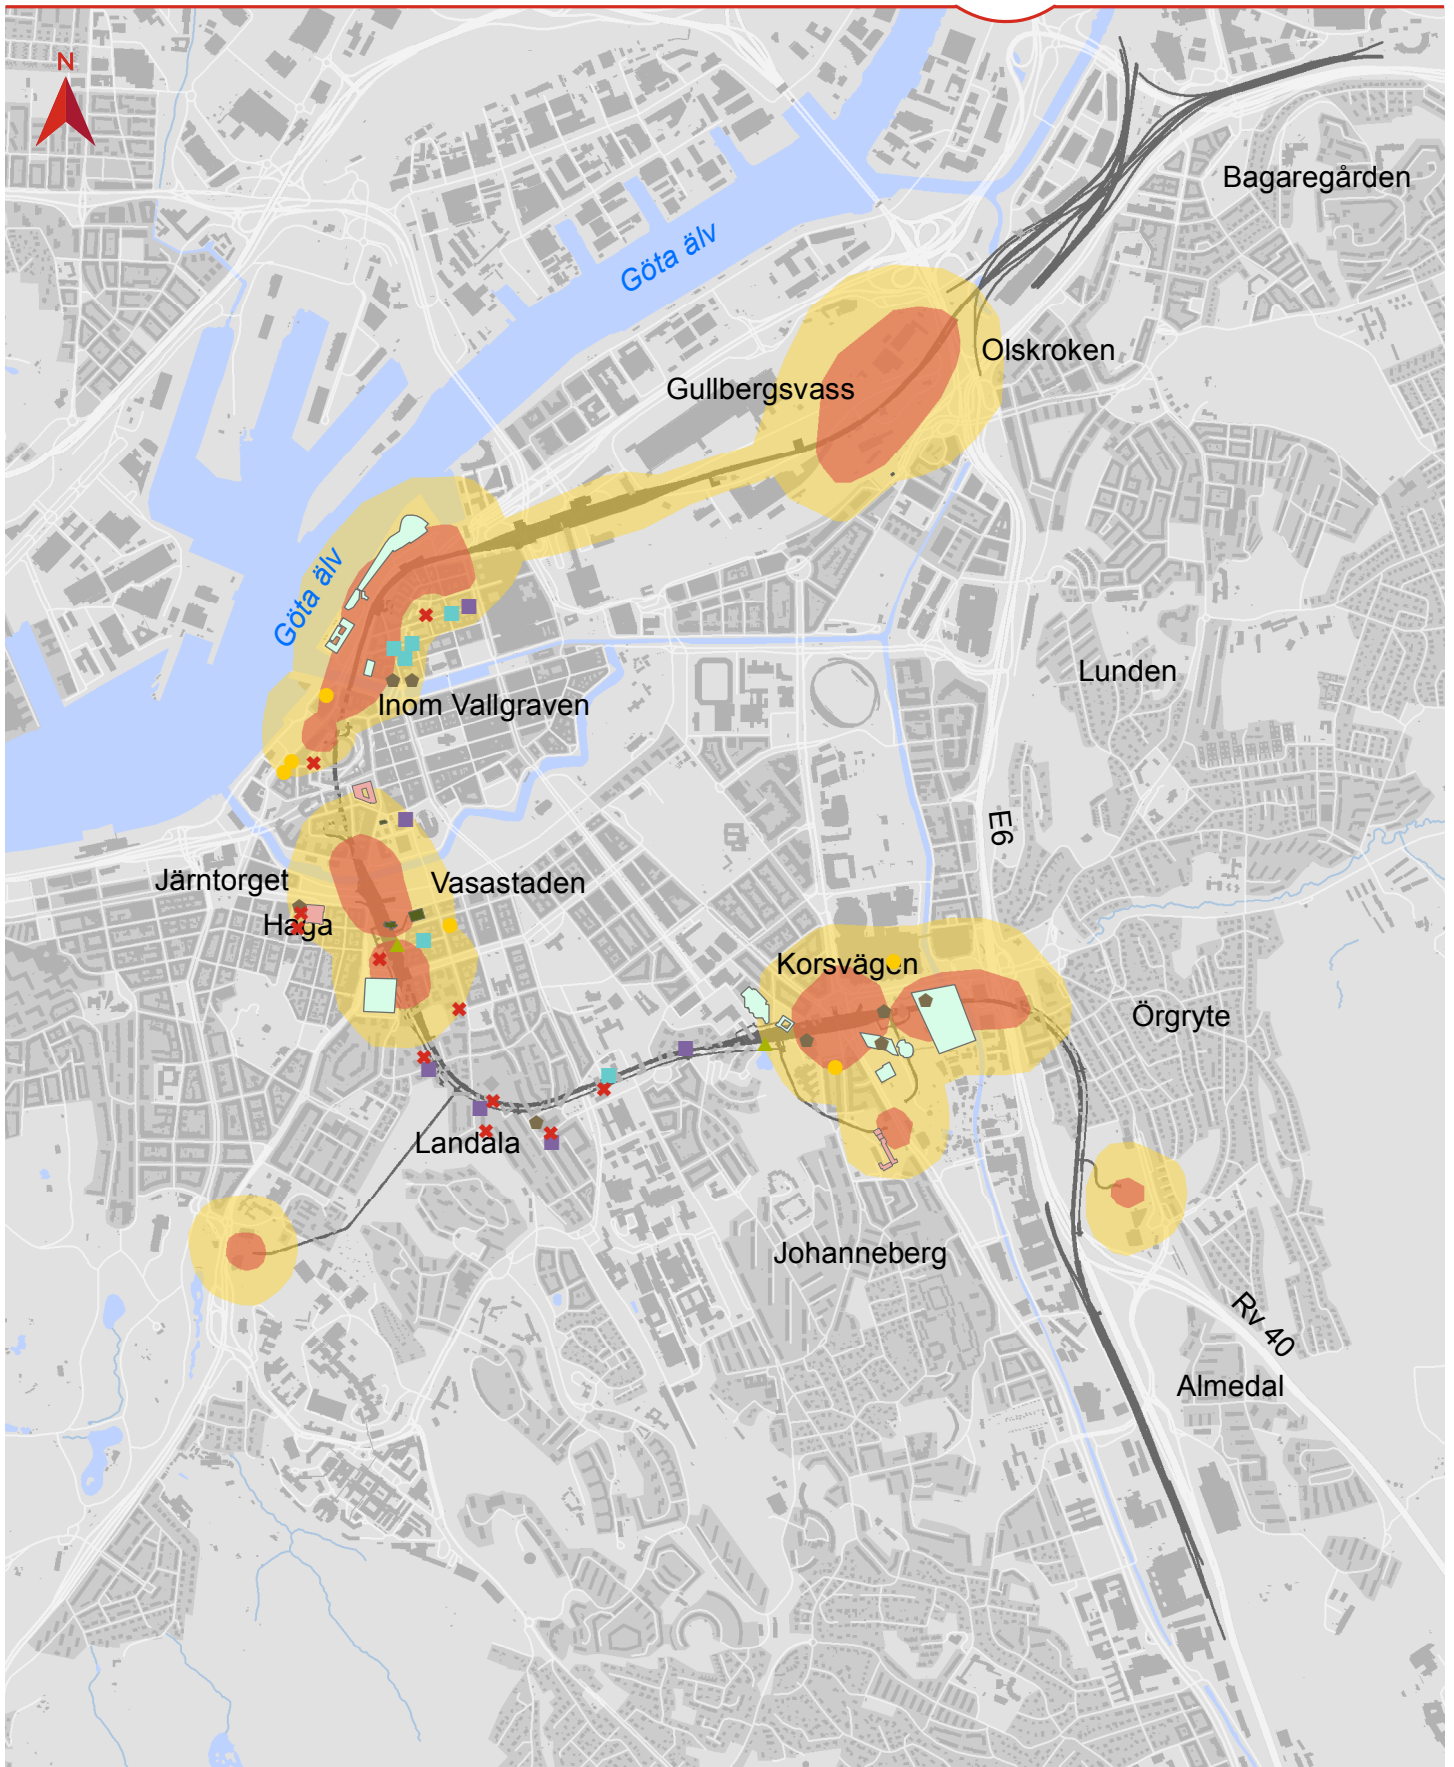 N
Bagaregården
Göta älv
Olskroken
Gullbergsvass
Göta älv
Lunden
Inom Vallgraven
E6
Järntorget
Vasastaden
Haga
Korsvägen
Örgryte
Landala
Johanneberg
Rv 40
Almedal